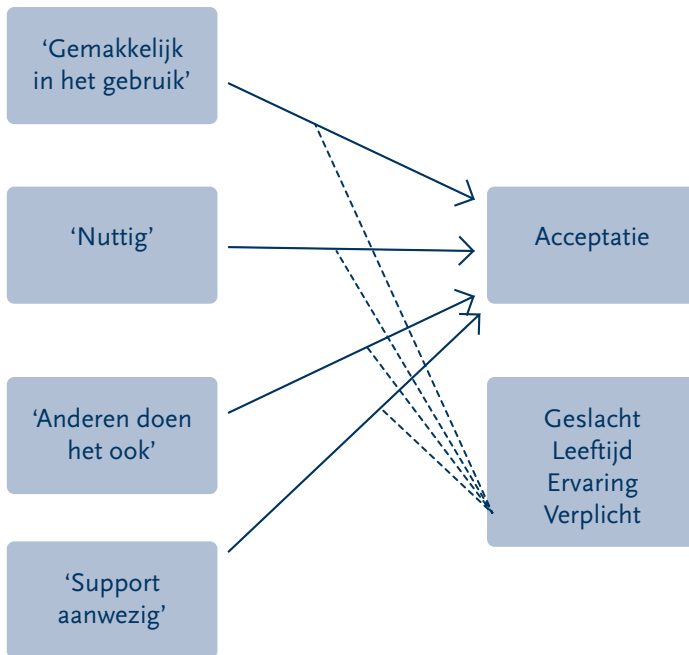 ‘Gemakkelijk
in het gebruik’
‘Nuttig’
Acceptatie
‘Anderen doen
het ook’
Geslacht
Leeftijd
Ervaring
Verplicht
‘Support
aanwezig’